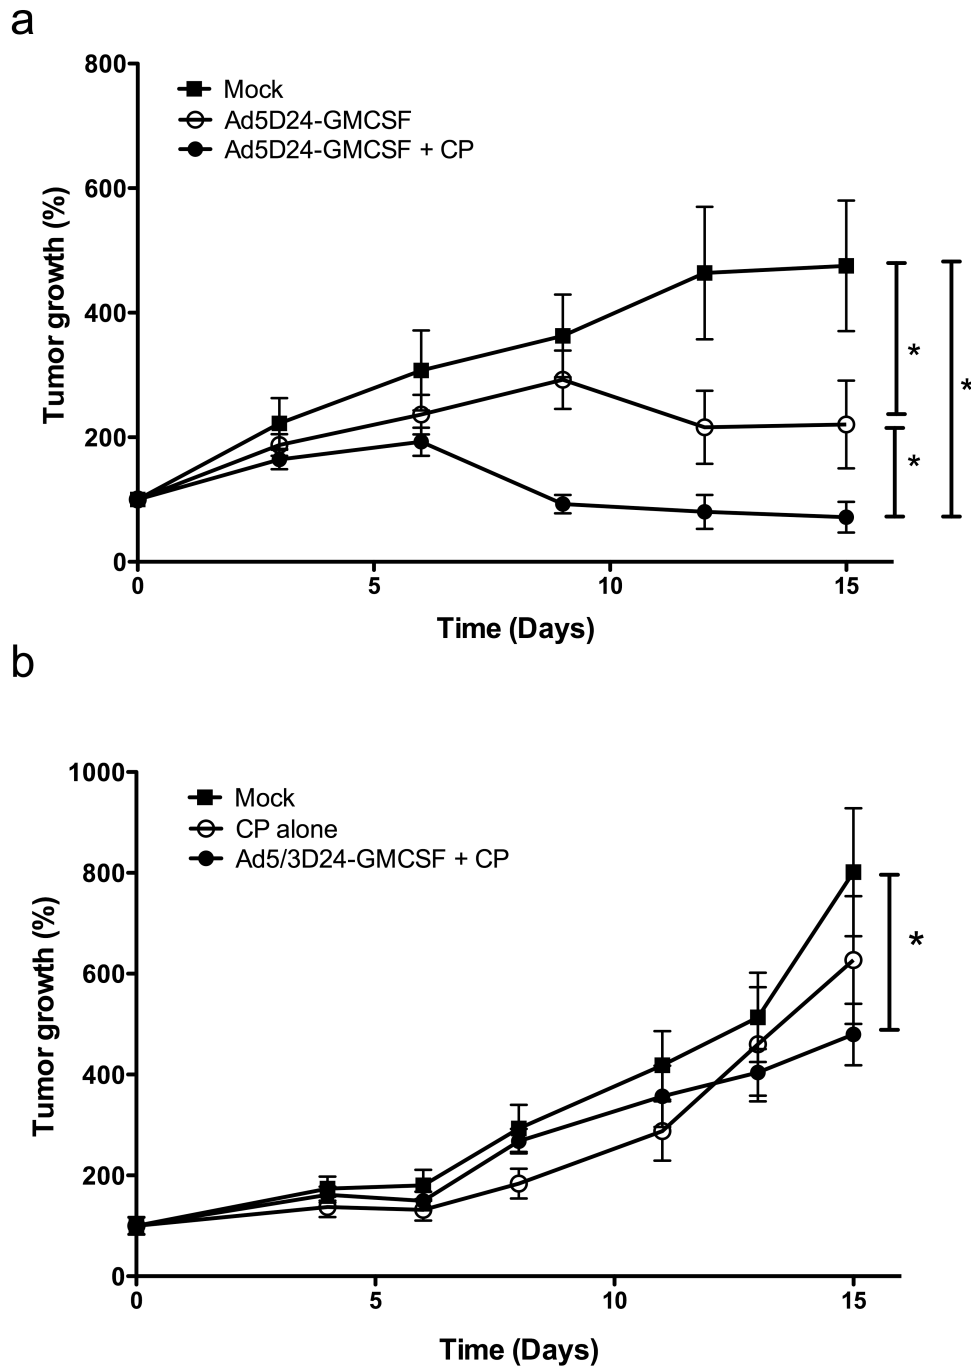 a
800
600
400
200
0
Tumor growth (%)
Mock
Ad5D24-GMCSF
Ad5D24-GMCSF + CP
*
*
*
0 5 10 15
Time (Days)
b
1000
800
600
400
200
0
Tumor growth (%)
Mock
CP alone
Ad5/3D24-GMCSF + CP
*
0 5 10 15
Time (Days)